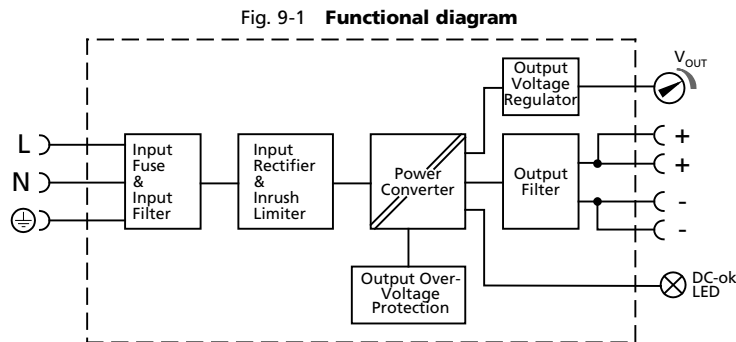 Fig. 9-1 Functional diagram
V_OUT
Output
Voltage
Regulator
L
N
Input
Fuse
&
Input
Filter
Input
Rectifier
&
Inrush
Limiter
Power
Converter
Output
Filter
+
+
-
-
Output Over-
Voltage
Protection
DC-ok
LED